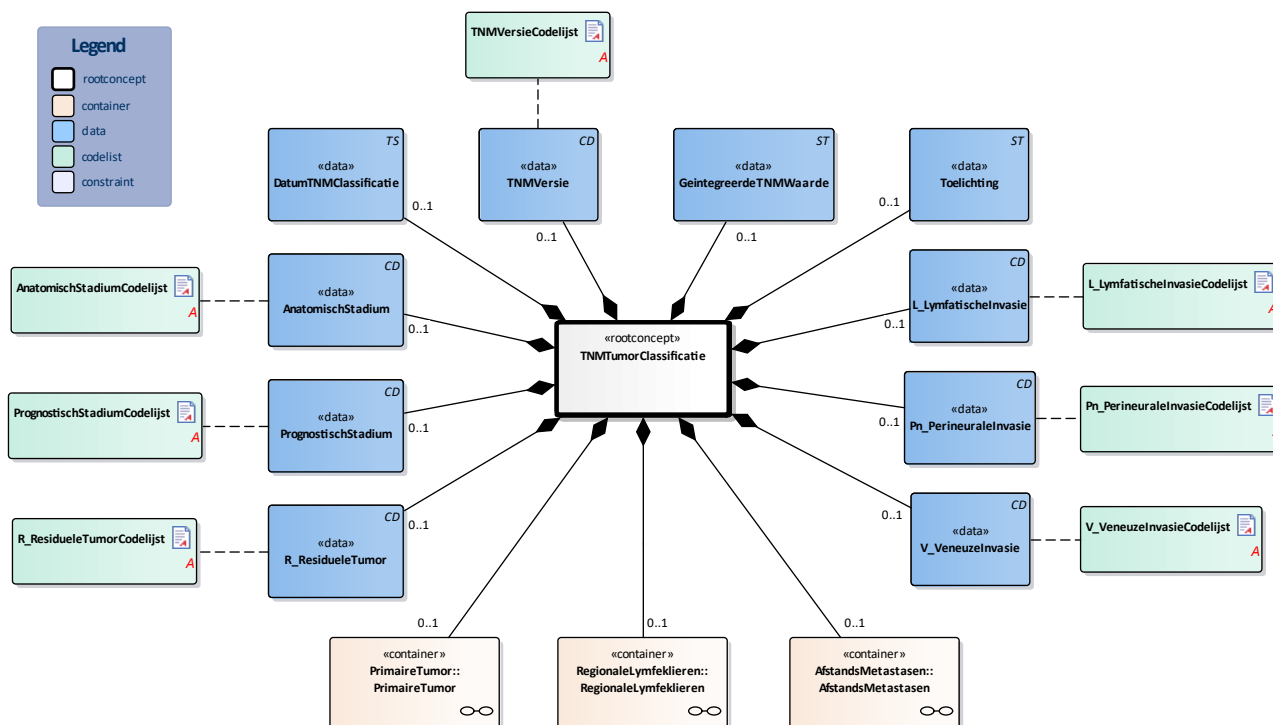 Legend
rootconcept
container
data
codelist
constraint
TNMVersieCodelijst
A
TS
«data»
DatumTNMClassificatie
0..1
CD
«data»
TNMVersie
0..1
ST
«data»
GeintegreerdeTNMWaarde
0..1
ST
«data»
Toelichting
0..1
AnatomischStadiumCodelijst
A
CD
«data»
AnatomischStadium
0..1
CD
«data»
L_LymfatischeInvasie
0..1
L_LymfatischeInvasieCodelijst
A
«rootconcept»
TNMTumorClassificatie
PrognostischStadiumCodelijst
A
CD
«data»
PrognostischStadium
0..1
CD
«data»
Pn_PerineuraleInvasie
0..1
Pn_PerineuraleInvasieCodelijst
R_ResidueleTumorCodelijst
A
CD
«data»
R_ResidueleTumor
0..1
CD
«data»
V_VeneuzeInvasie
0..1
V_VeneuzeInvasieCodelijst
A
0..1
«container»
PrimaireTumor::
PrimaireTumor
0..1
«container»
RegionaleLymfeklieren::
RegionaleLymfeklieren
0..1
«container»
AfstandsMetastasen::
AfstandsMetastasen